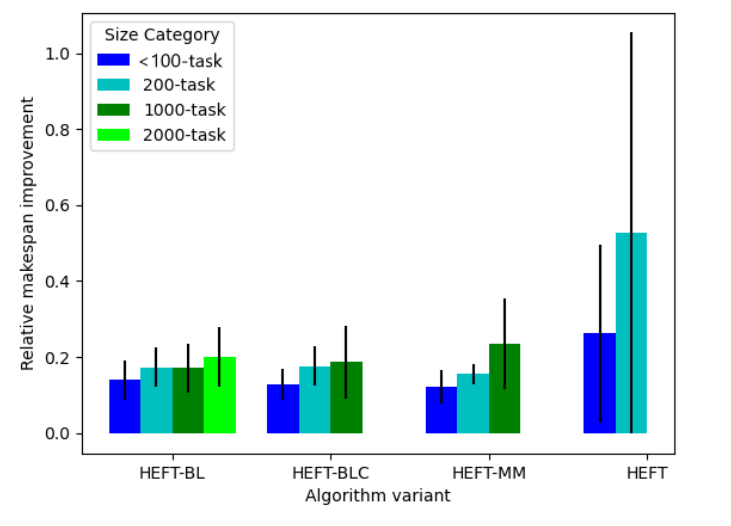 Size Category
<100-task
200-task
1000-task
2000-task
Relative makespan improvement
1.0
0.8
0.6
0.4
0.2
0.0
HEFT-BL HEFT-BLC HEFT-MM HEFT
Algorithm variant